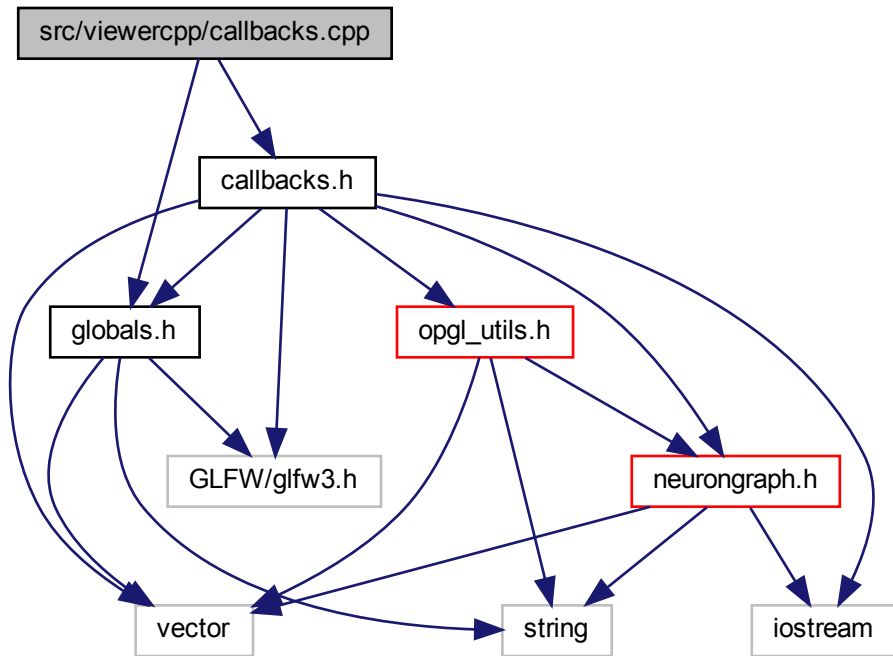 src/viewercpp/callbacks.cpp
callbacks.h
globals.h
opgl_utils.h
GLFW/glfw3.h
neurongraph.h
vector
string
iostream